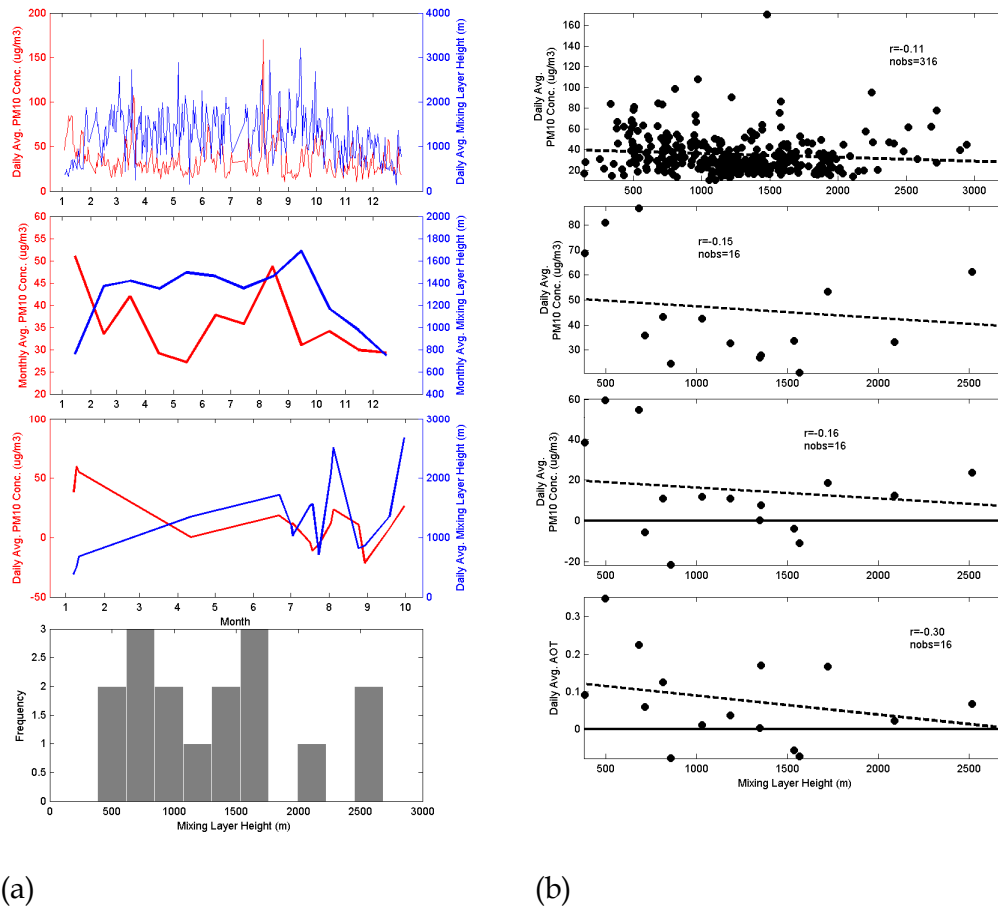 200
150
100
50
0
Daily Avg. PM10 Conc. (ug/m3)
4000
3000
2000
1000
0
Daily Avg. Mixing Layer Height (m)
1 2 3 4 5 6 7 8 9 10 11 12
60
55
50
45
40
35
30
25
20
Monthly Avg. PM10 Conc. (ug/m3)
2000
1800
1600
1400
1200
1000
800
600
400
Monthly Avg. Mixing Layer Height (m)
1 2 3 4 5 6 7 8 9 10 11 12
100
50
0
-50
Daily Avg. PM10 Conc. (ug/m3)
3000
2000
1000
0
Daily Avg. Mixing Layer Height (m)
1 2 3 4 5 6 7 8 9 10
Month
3
2.5
2
1.5
1
0.5
0
Frequency
0 500 1000 1500 2000 2500 3000
Mixing Layer Height (m)
(a)
160
140
120
100
80
60
40
20
Daily Avg.
PM10 Conc. (ug/m3)
r=-0.11
nobs=316
500 1000 1500 2000 2500 3000
80
70
60
50
40
30
Daily Avg.
PM10 Conc. (ug/m3)
r=-0.15
nobs=16
500 1000 1500 2000 2500
60
40
20
0
-20
Daily Avg.
PM10 Conc. (ug/m3)
r=-0.16
nobs=16
500 1000 1500 2000 2500
0.3
0.2
0.1
0
Daily Avg. AOT
r=-0.30
nobs=16
500 1000 1500 2000 2500
Mixing Layer Height (m)
(b)